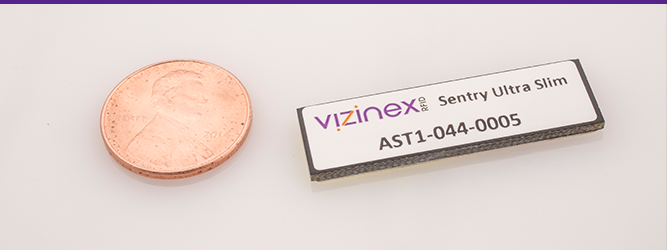 vizinex RFID Sentry Ultra Slim
AST1-044-0005